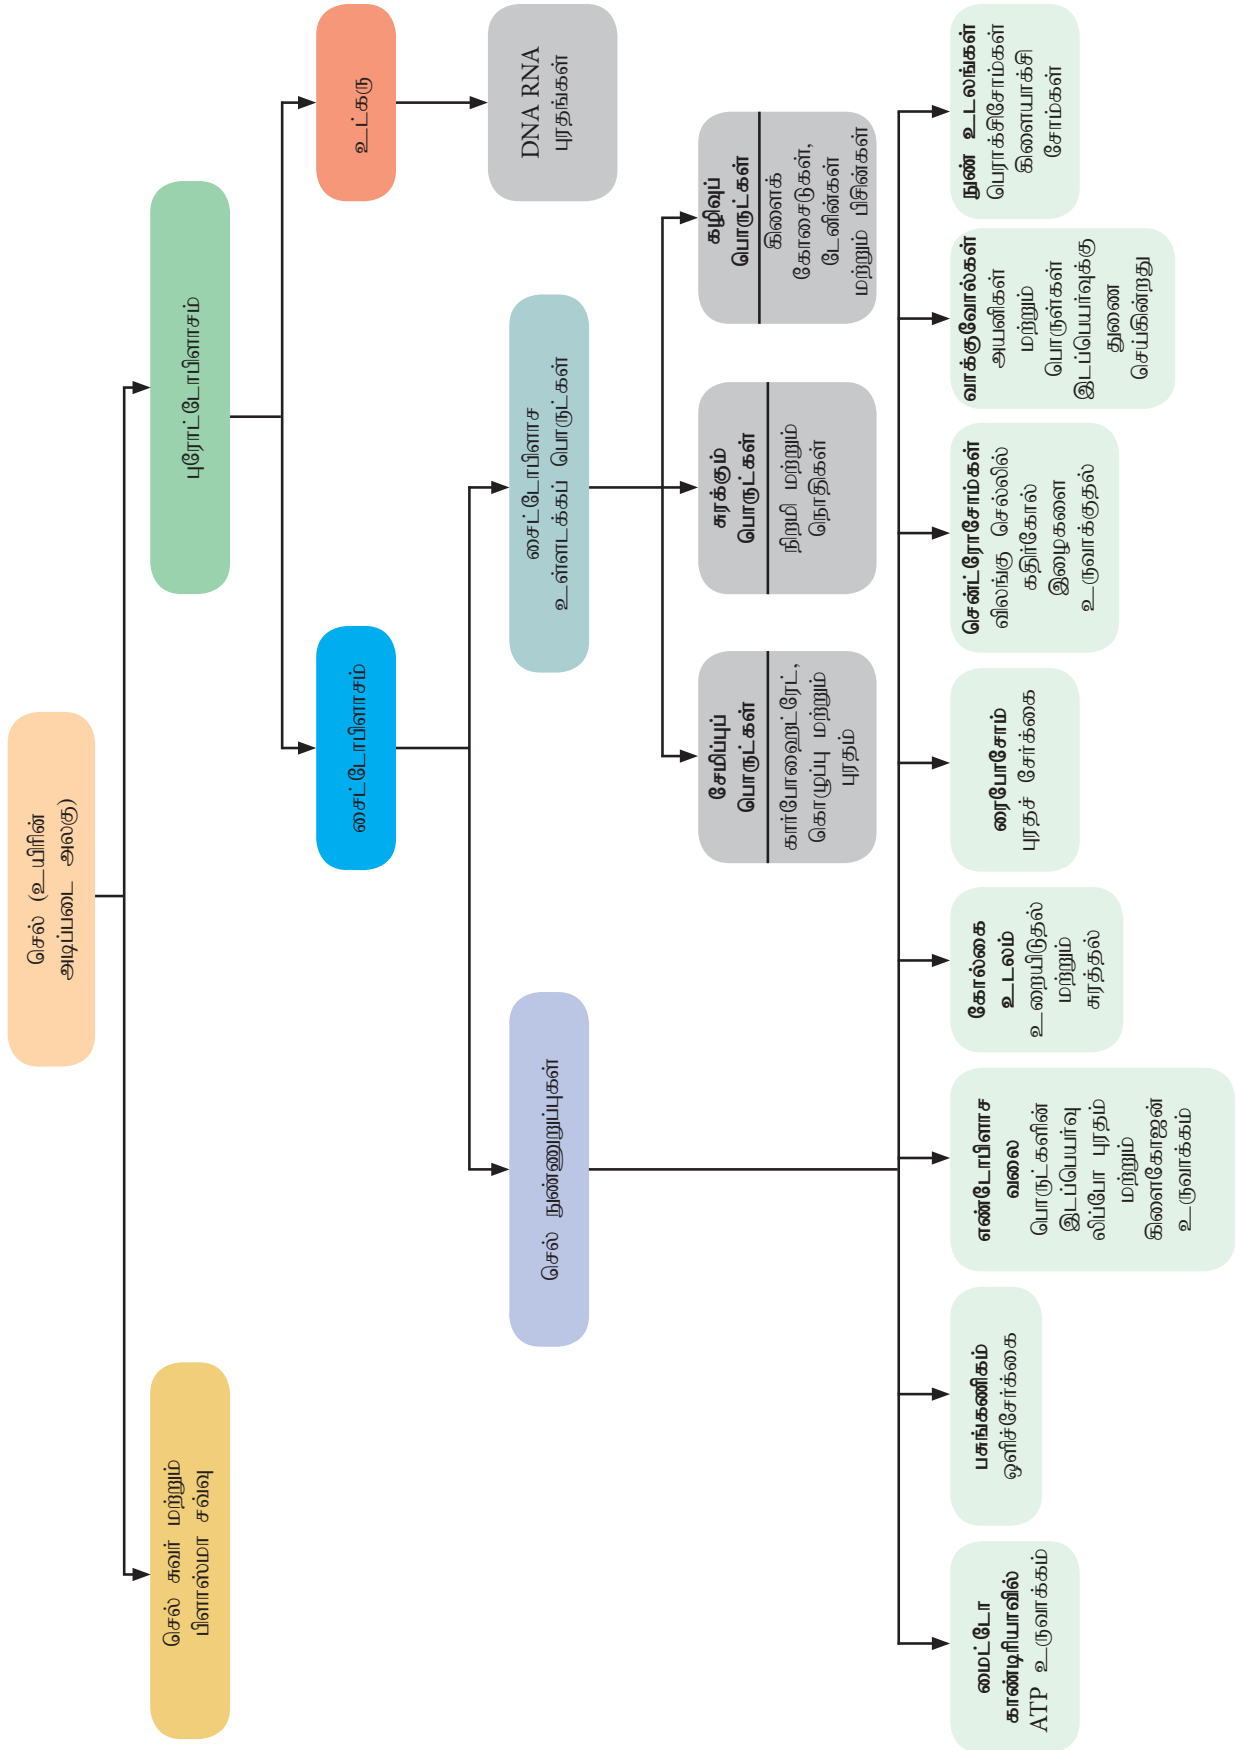 செல் (உயிரின்
அடிப்படை அலகு)
செல் சுவர் மற்றும்
பிளாஸ்மா சவ்வு
புரோட்டோபிளாசம்
சைட்டோபிளாசம்
உட்கரு
செல் நுண்ணுறுப்புகள்
சைட்டோபிளாச
உள்ளடக்கப் பொருட்கள்
DNA RNA
புரதங்கள்
சேமிப்புப்
பொருட்கள்
கார்போஹைட்ரேட்,
கொழுப்பு மற்றும்
புரதம்
சுரக்கும்
பொருட்கள்
நிறமி மற்றும்
நொதிகள்
கழிவுப்
பொருட்கள்
கிளைக்
கோசைடுகள்,
டேனின்கள்
மற்றும் பிசின்கள்
மைட்டோ
காண்டிரியாவில்
ATP உருவாக்கம்
பசுங்கணிகம்
ஒளிச்சேர்க்கை
எண்டோபிளாச
வலை
பொருட்களின்
இடப்பெயர்வு
லிப்போ புரதம்
மற்றும்
கிளைகோஜன்
உருவாக்கம்
கோல்கை
உடலம்
உறையிடுதல்
மற்றும்
சுரத்தல்
ரைபோசோம்
புரதச் சேர்க்கை
சென்ட்ரோசோம்கள்
விலங்கு செல்லில்
கதிர்கோல்
இழைகளை
உருவாக்குதல்
வாக்குவோல்கள்
அயனிகள்
மற்றும்
பொருள்கள்
இடப்பெயர்வுக்கு
துணை
செய்கின்றது
நுண் உடலங்கள்
பெராக்சிசோம்கள்
கிளையாக்சி
சோம்கள்